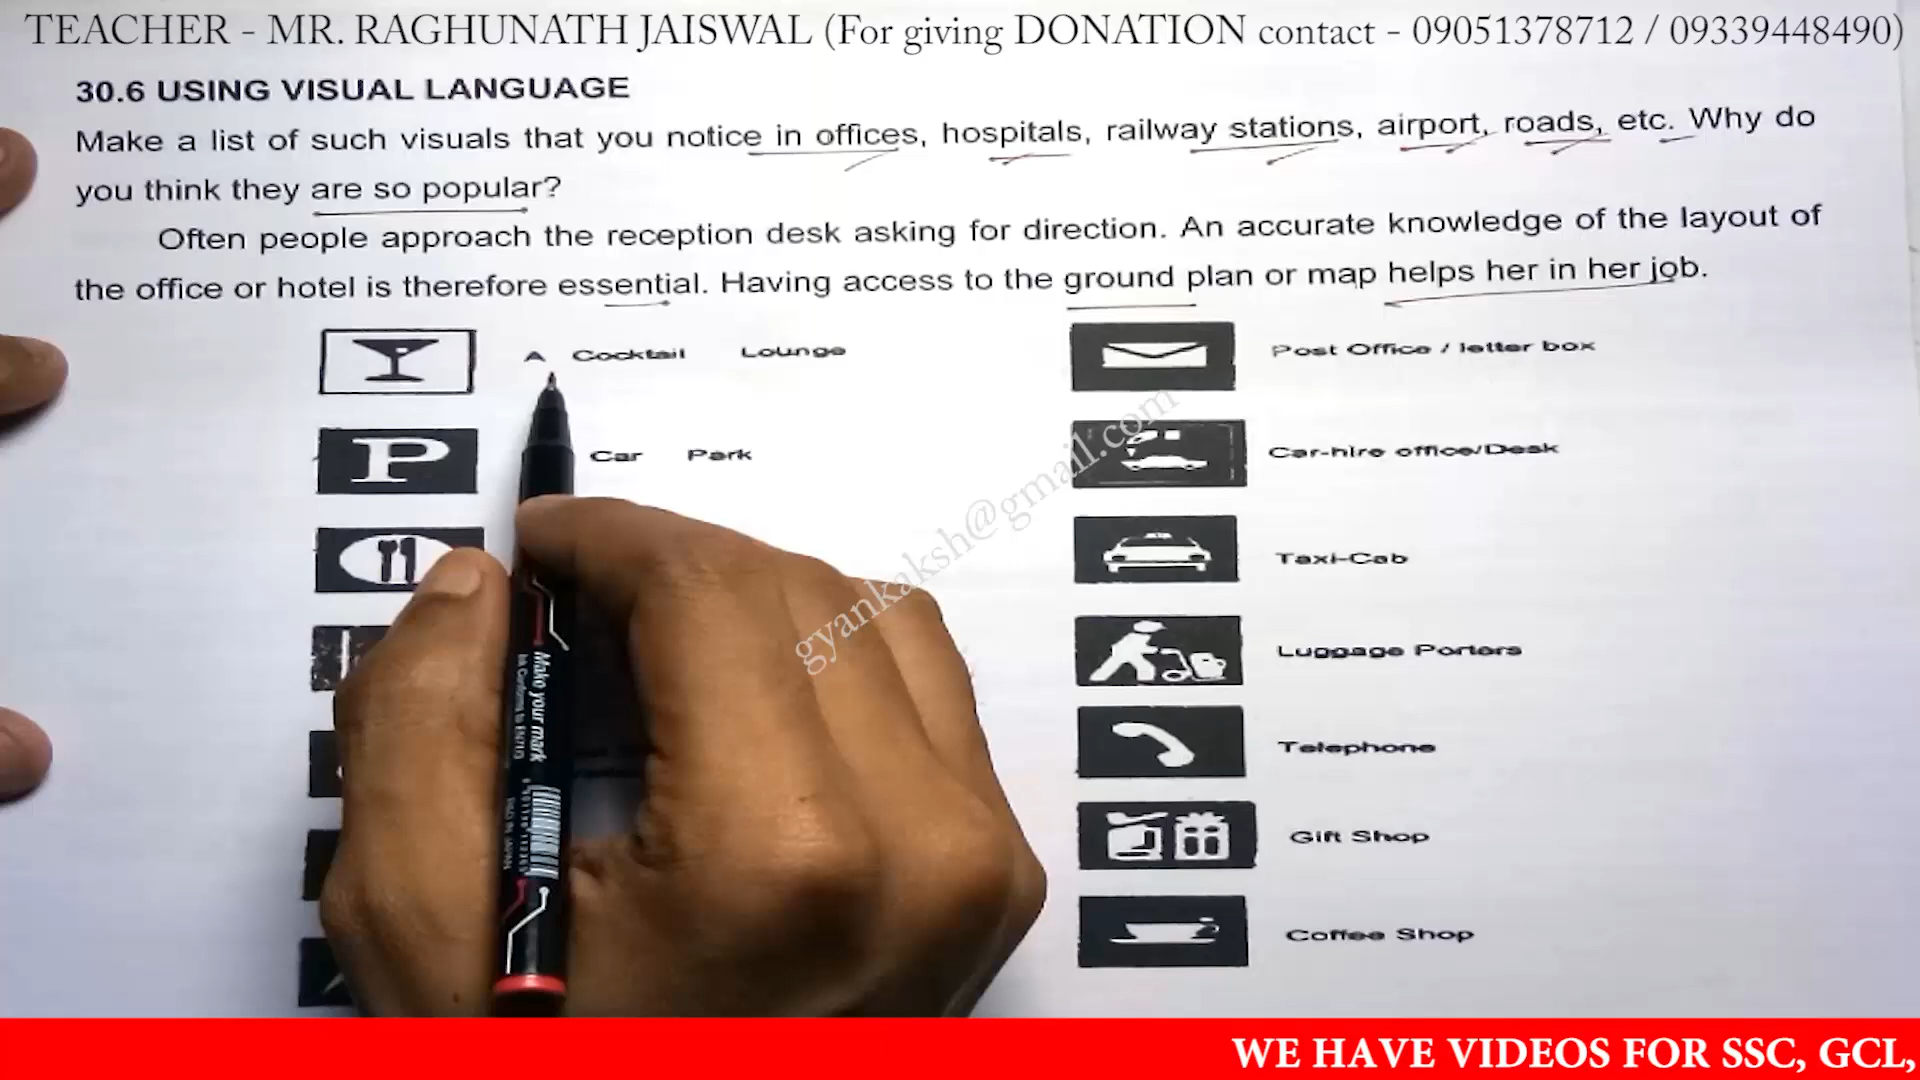 TEACHER - MR. RAGHUNATH JAISWAL (For giving DONATION contact - 09051378712 / 09339448490)
30.6 USING VISUAL LANGUAGE
Make a list of such visuals that you notice in offices, hospitals, railway stations, airport, roads, etc. Why do
you think they are so popular?
Often people approach the reception desk asking for direction. An accurate knowledge of the layout of
the office or hotel is therefore essential. Having access to the ground plan or map helps her in her job.
A Cocktail Lounge
Post Office / letter box
P
Car Park
Car-hire office/Desk
Taxi-Cab
Luggage Porters
Telephone
Gift Shop
Coffee Shop
gyankaksh@gmail.com
Make your mark
WE HAVE VIDEOS FOR SSC, GCL,